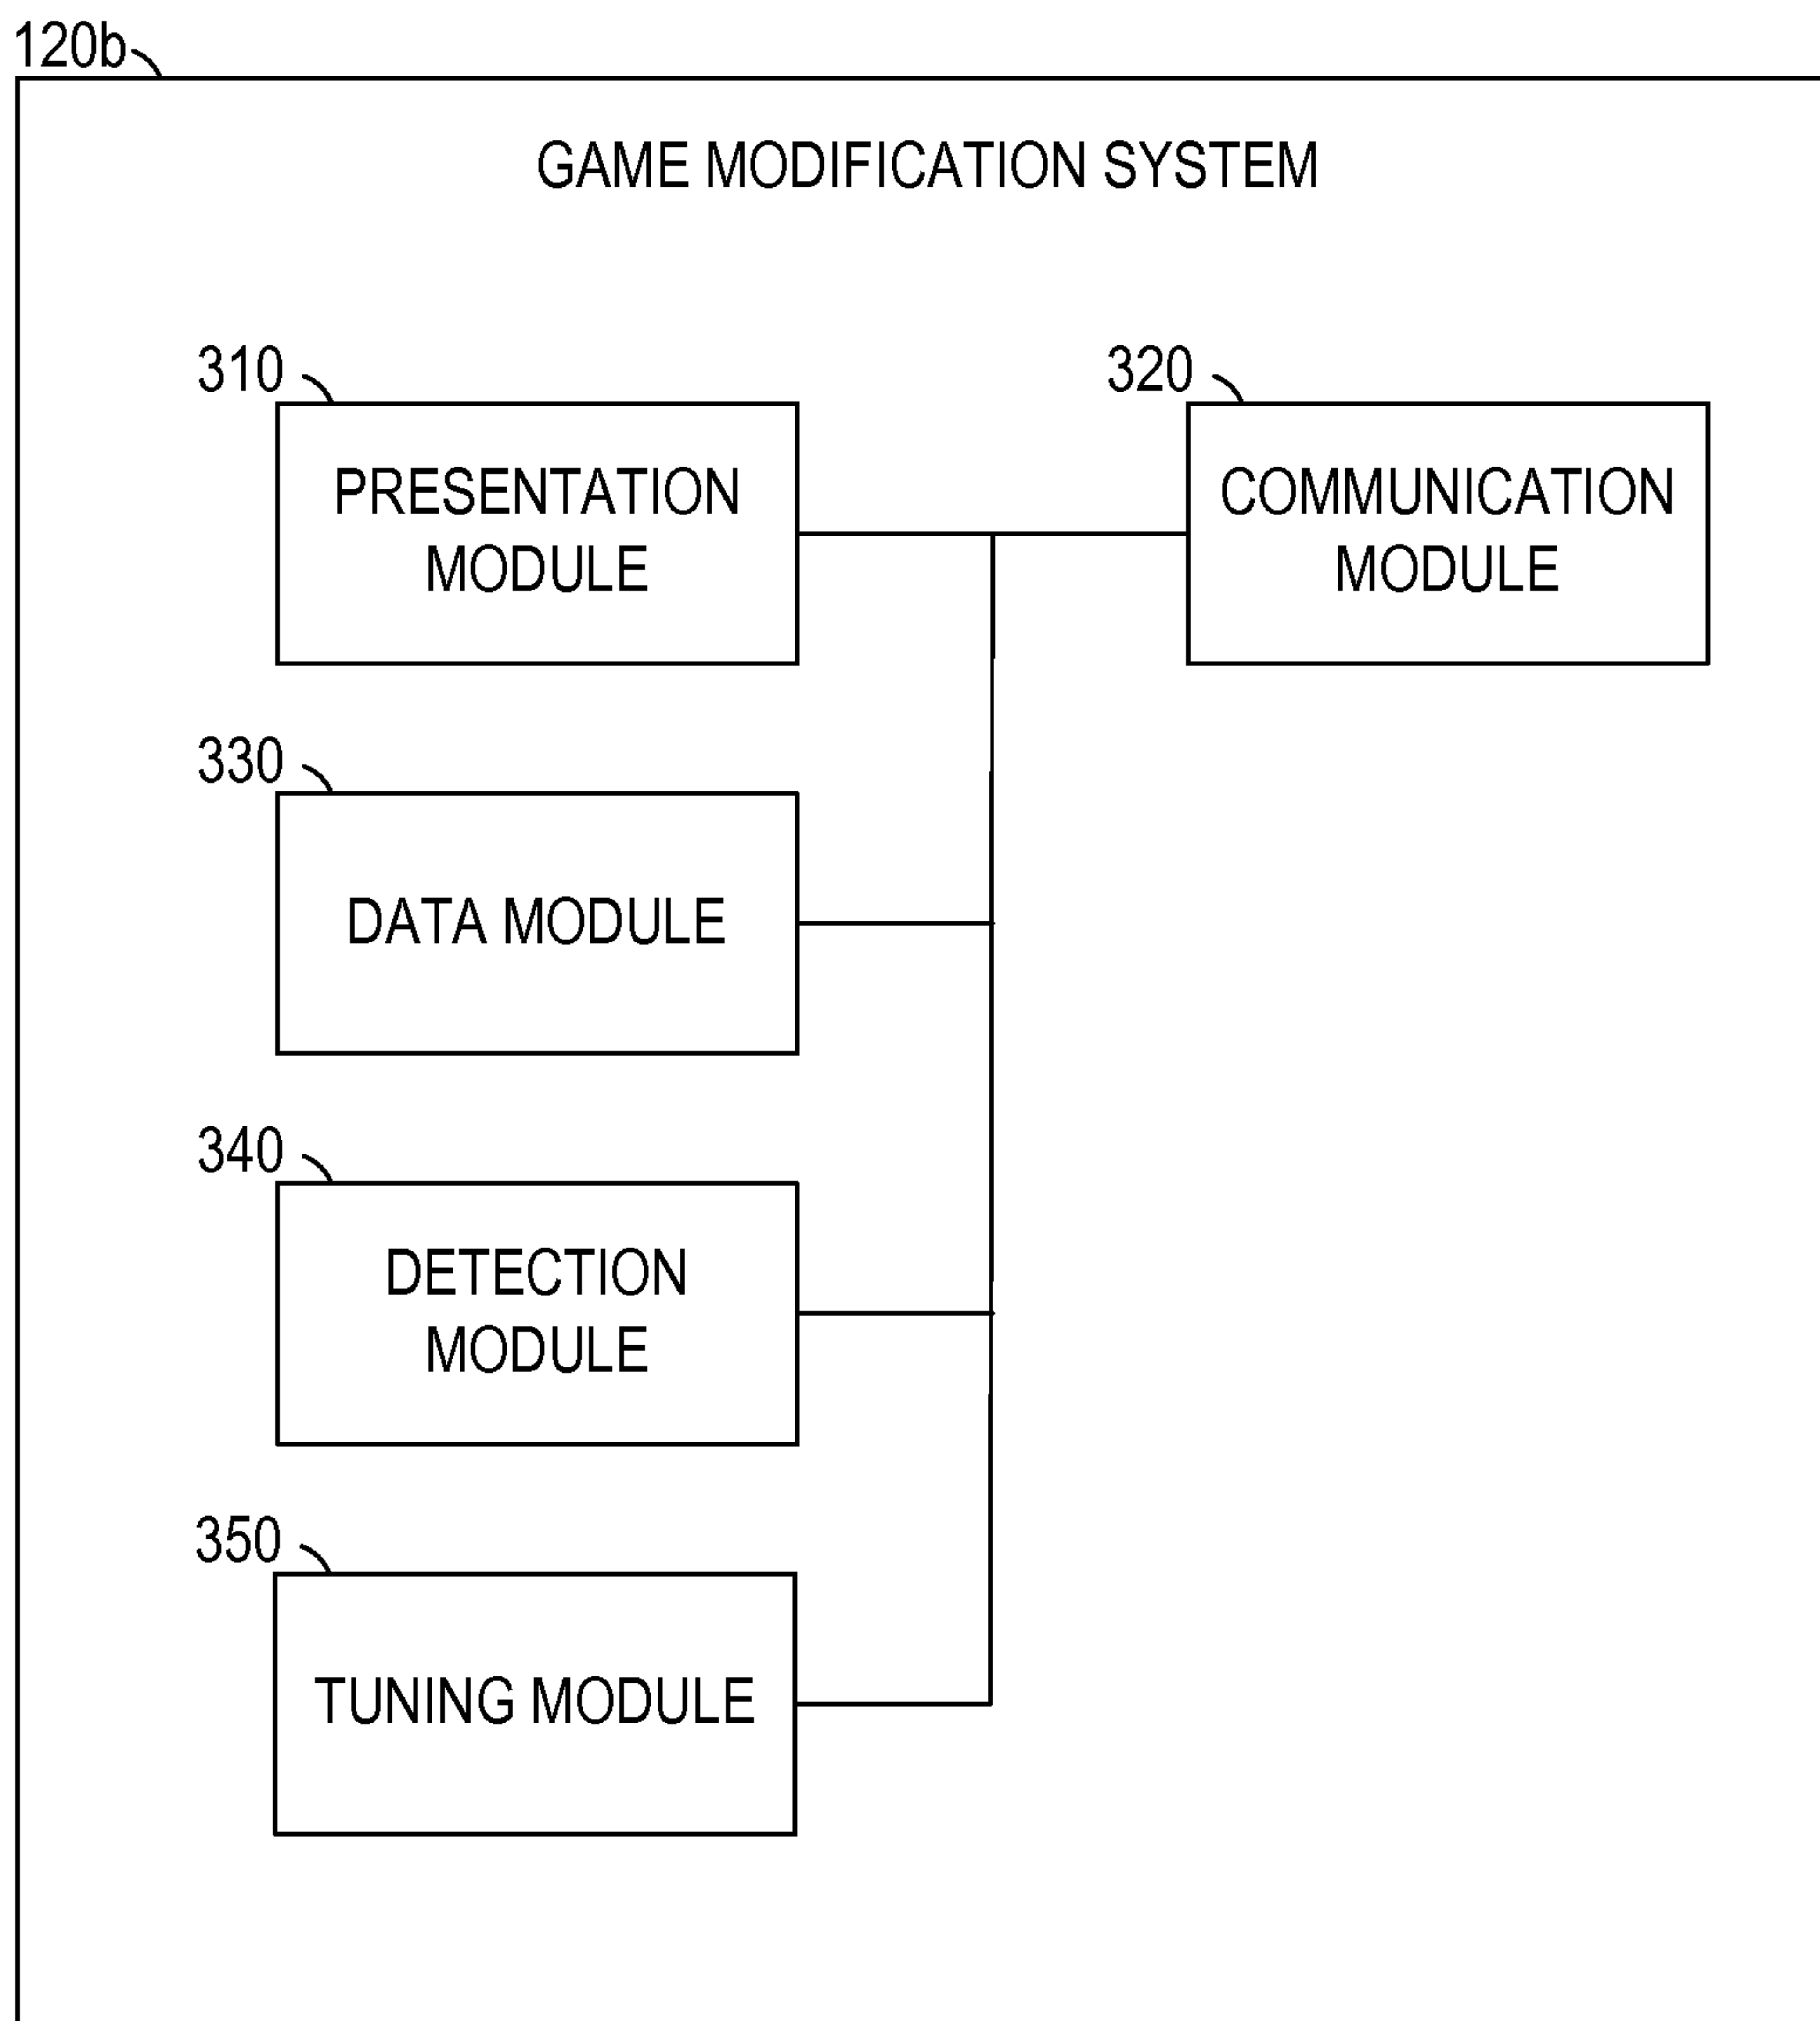 120b
GAME MODIFICATION SYSTEM
310
PRESENTATION
MODULE
320
COMMUNICATION
MODULE
330
DATA MODULE
340
DETECTION
MODULE
350
TUNING MODULE